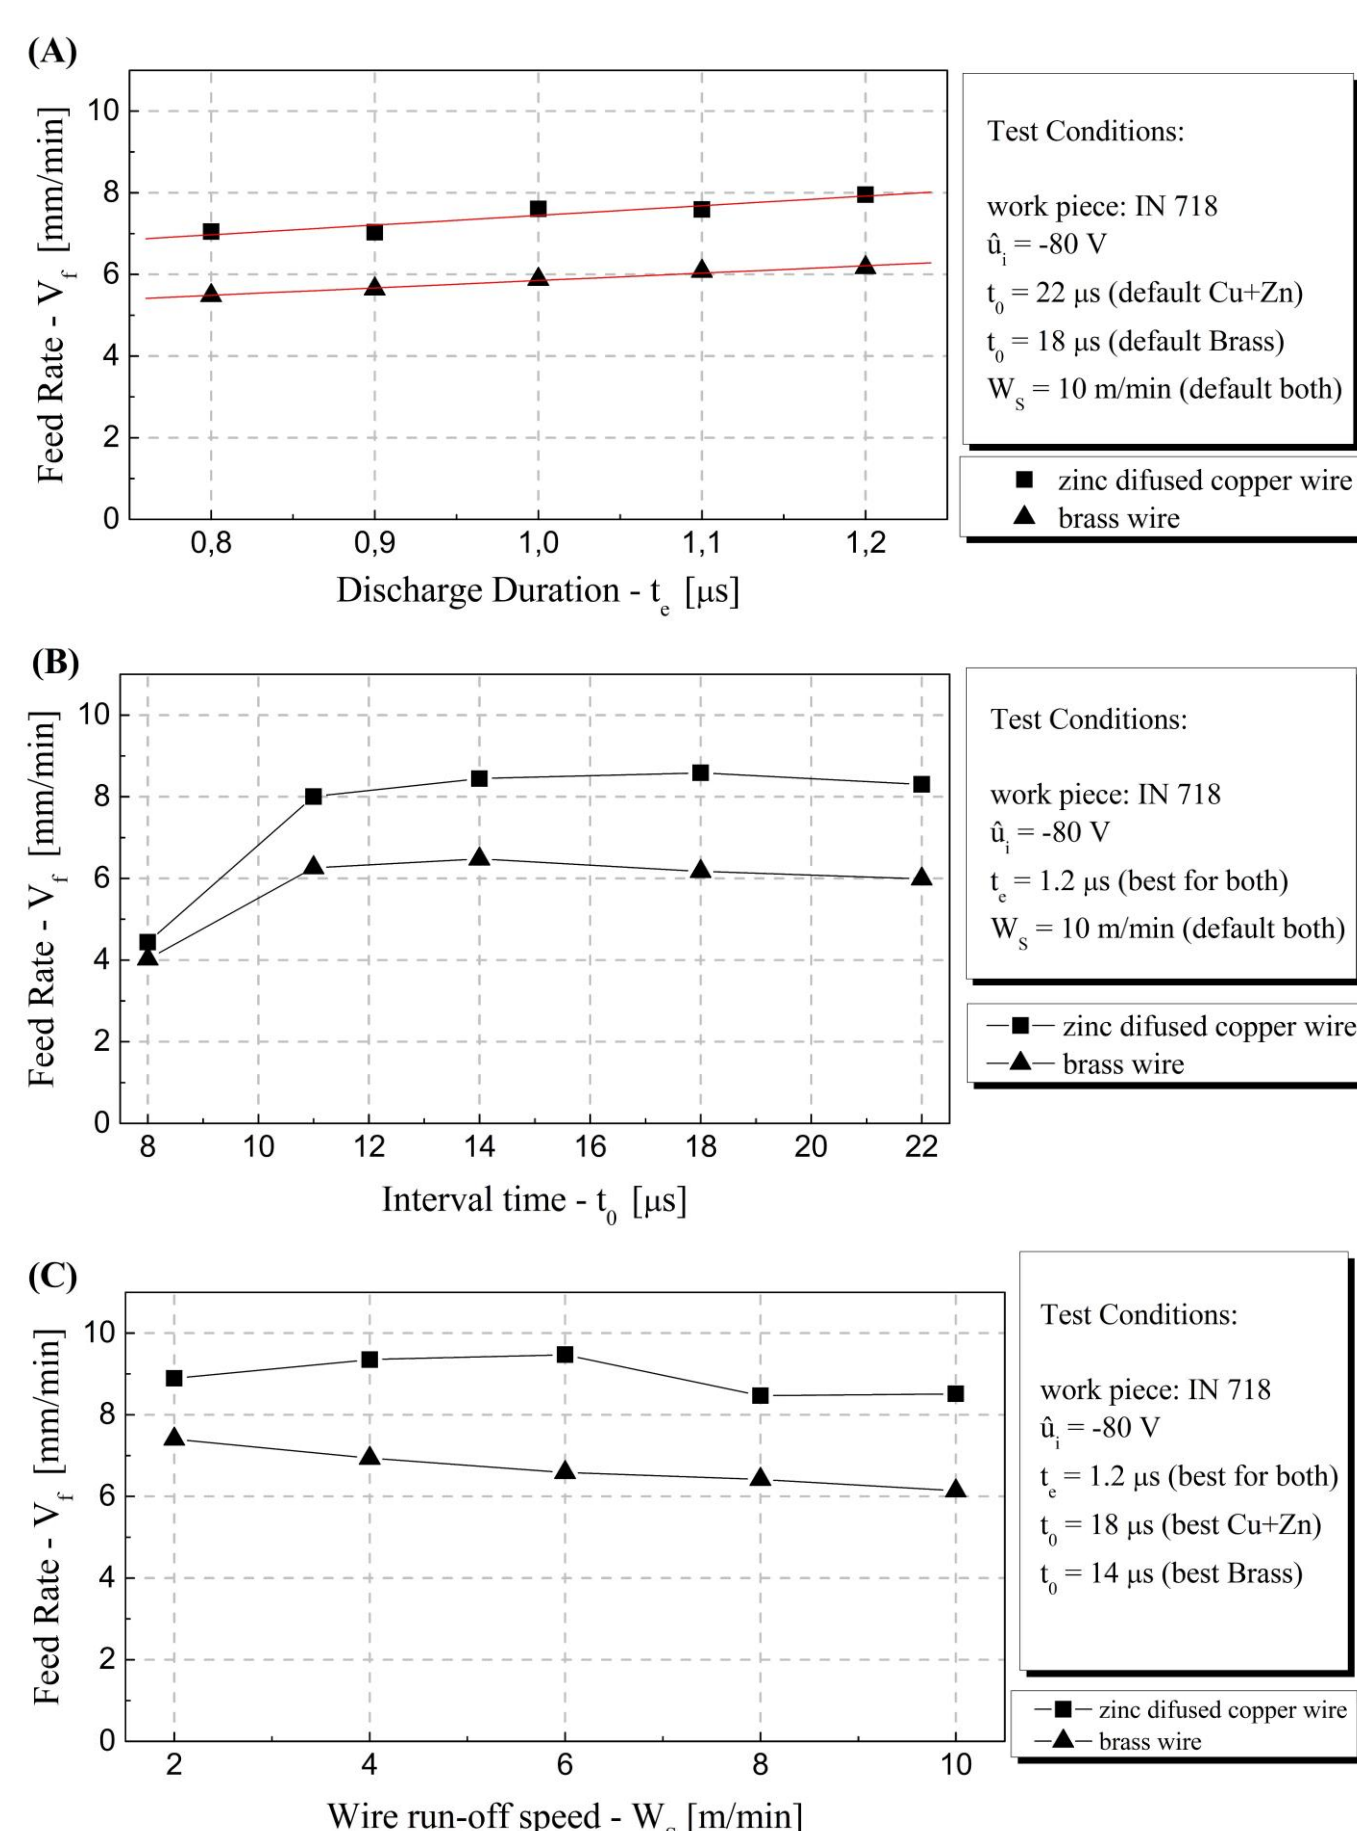 (A)
Feed Rate - V_f [mm/min]
10
8
6
4
2
0
0,8 0,9 1,0 1,1 1,2
Discharge Duration - t_e [μs]
Test Conditions:
work piece: IN 718
û_i = -80 V
t_0 = 22 μs (default Cu+Zn)
t_0 = 18 μs (default Brass)
W_S = 10 m/min (default both)
zinc difused copper wire
brass wire
(B)
Feed Rate - V_f [mm/min]
10
8
6
4
2
0
8 10 12 14 16 18 20 22
Interval time - t_0 [μs]
Test Conditions:
work piece: IN 718
û_i = -80 V
t_e = 1.2 μs (best for both)
W_S = 10 m/min (default both)
zinc difused copper wire
brass wire
(C)
Feed Rate - V_f [mm/min]
10
8
6
4
2
0
2 4 6 8 10
Wire run-off speed - W_S [m/min]
Test Conditions:
work piece: IN 718
û_i = -80 V
t_e = 1.2 μs (best for both)
t_0 = 18 μs (best Cu+Zn)
t_0 = 14 μs (best Brass)
zinc difused copper wire
brass wire